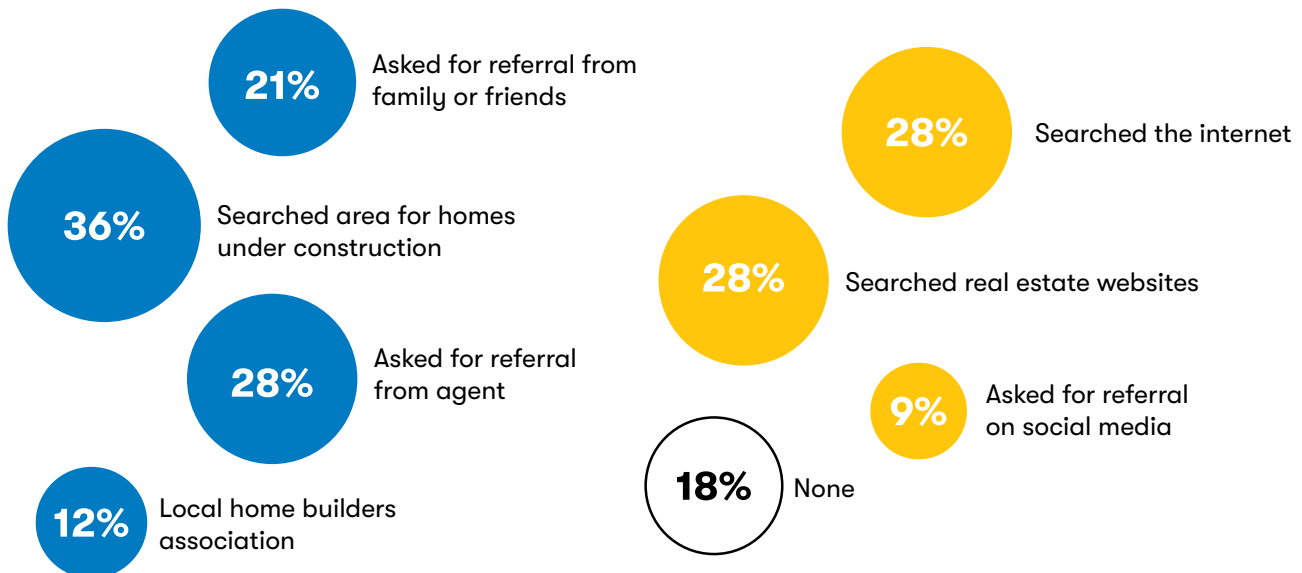 21%
Asked for referral from
family or friends
36%
Searched area for homes
under construction
28%
Asked for referral
from agent
12%
Local home builders
association
28%
Searched the internet
28%
Searched real estate websites
9%
Asked for referral
on social media
18%
None